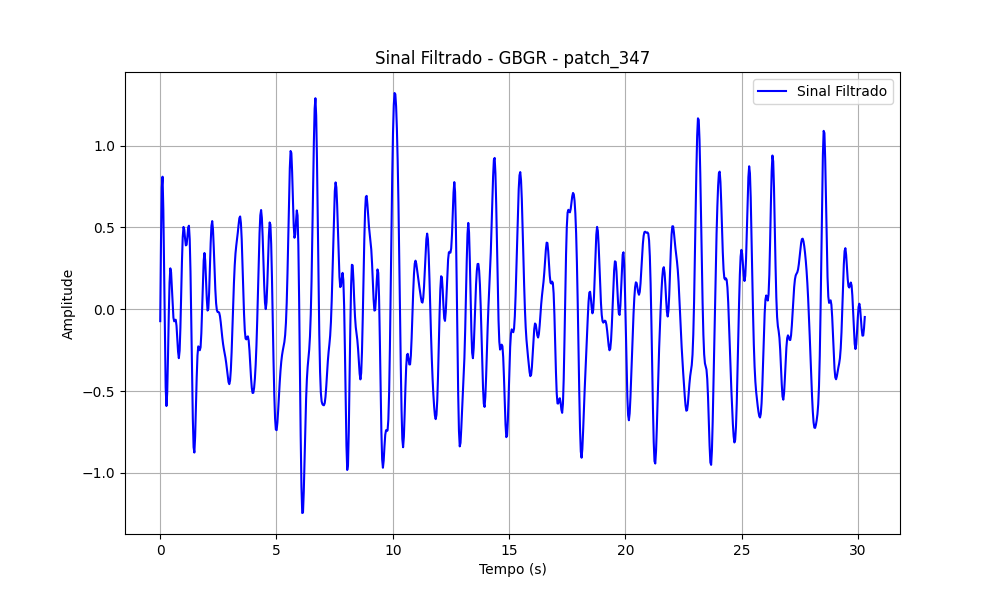 Sinal Filtrado - GBGR - patch_347
Sinal Filtrado
1.0
0.5
0.0
−0.5
−1.0
Amplitude
0 5 10 15 20 25 30
Tempo (s)